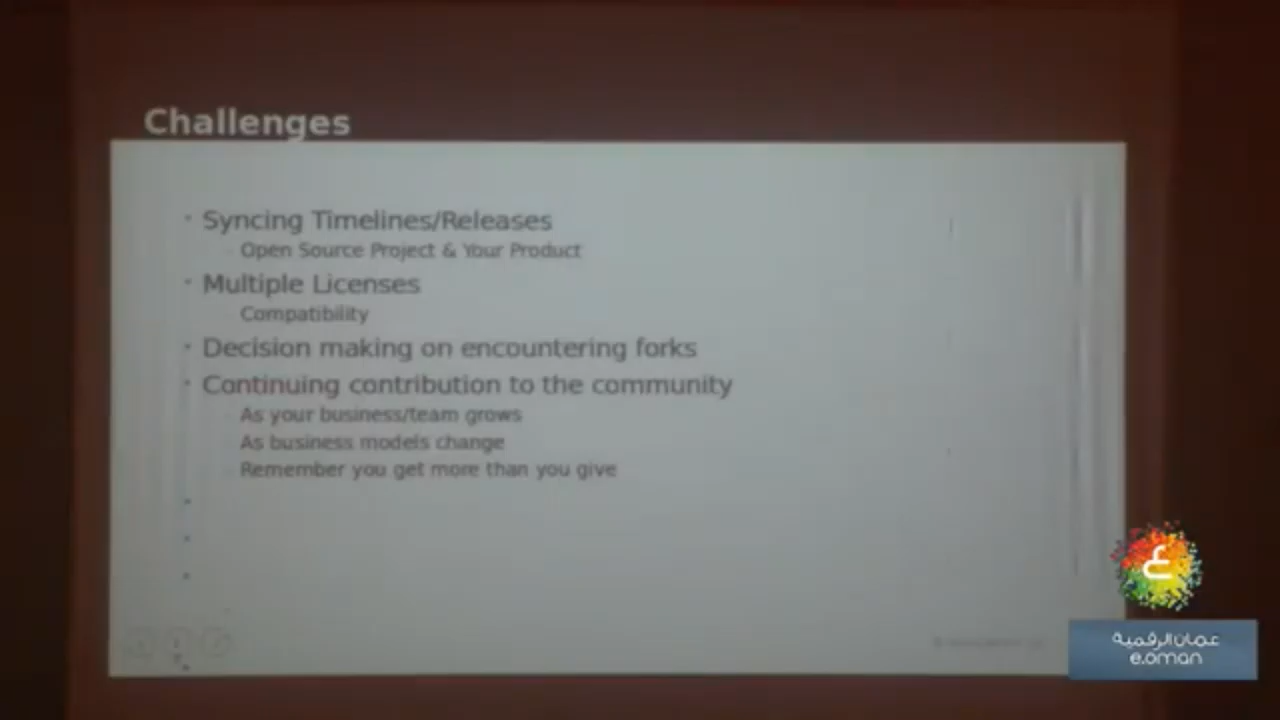 Challenges
Syncing Timelines/Releases
Open Source Project & Your Product
Multiple Licenses
Compatibility
Decision making on encountering forks
Continuing contribution to the community
As your business/team grows
As business models change
Remember you get more than you give
ع
عمان الرقمية
e.oman